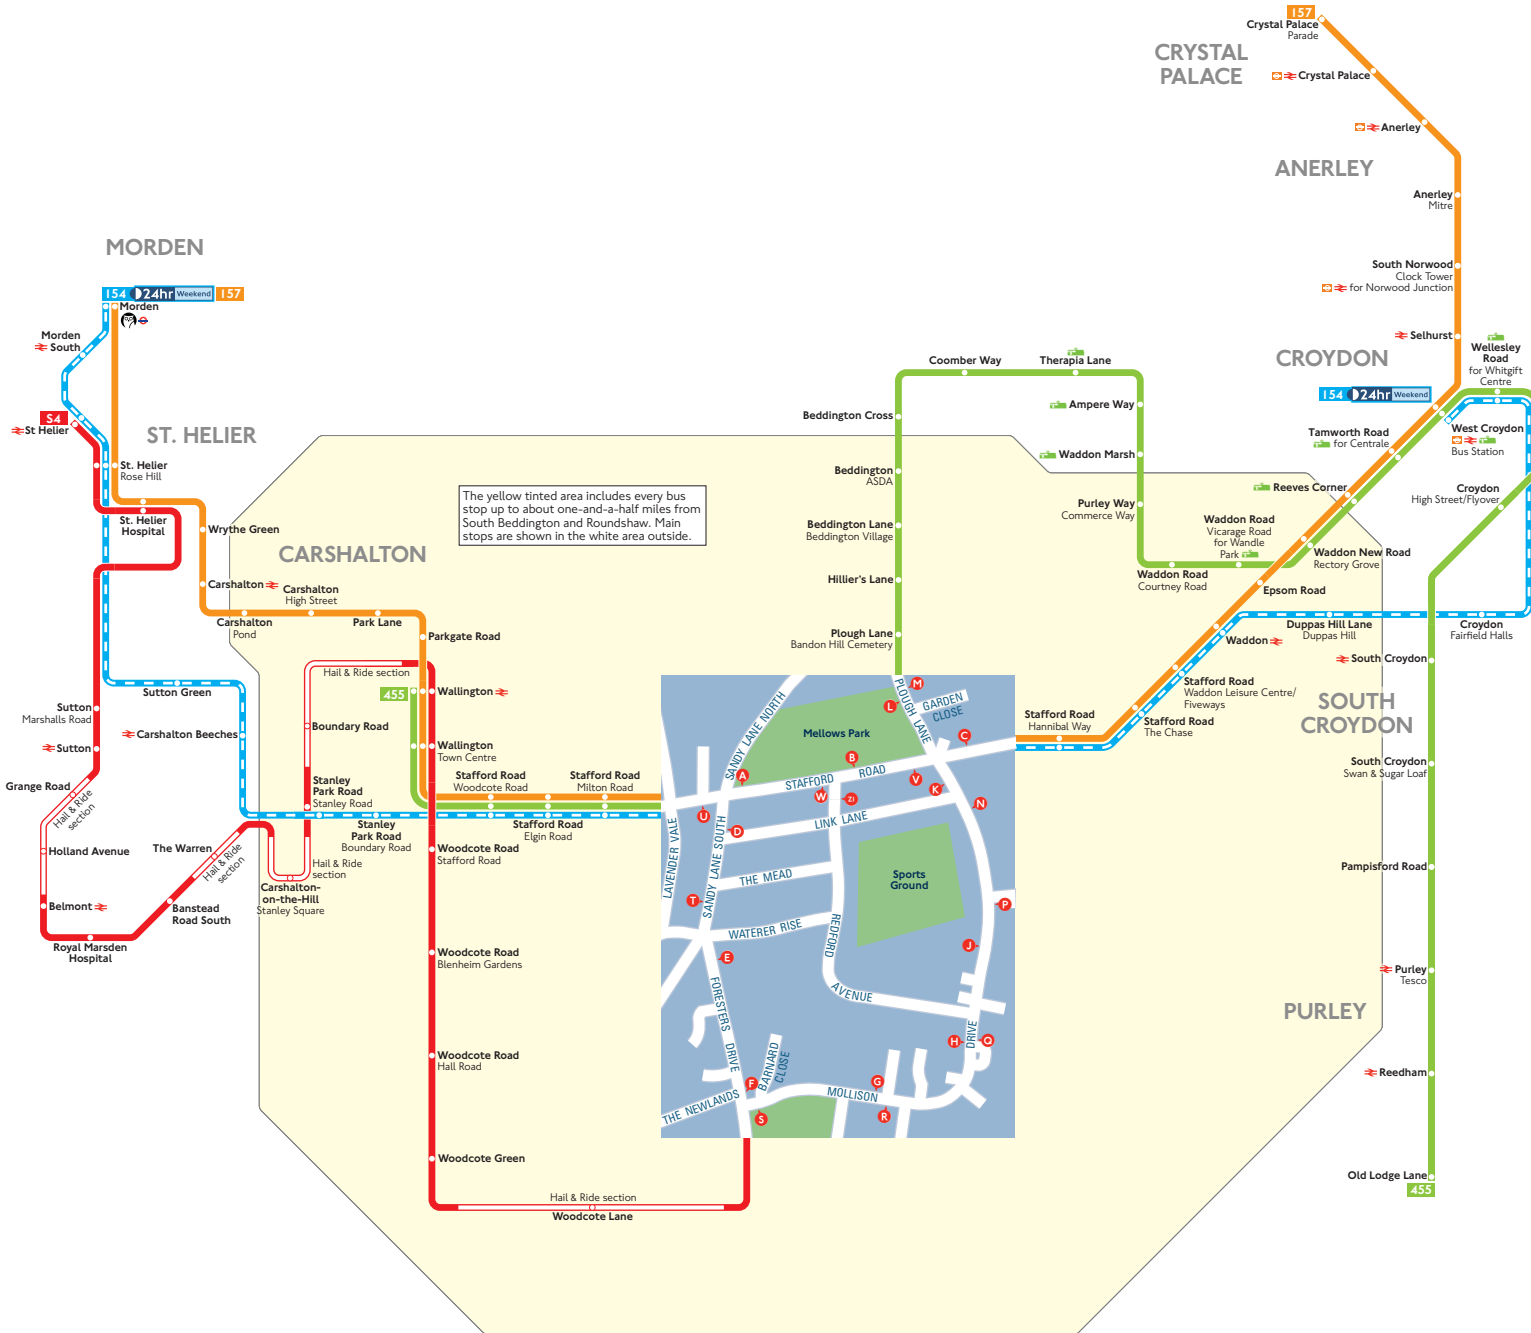 157
Crystal Palace
Parade
CRYSTAL
PALACE
Crystal Palace
Anerley
ANERLEY
Anerley
Mitre
South Norwood
Clock Tower
for Norwood Junction
Selhurst
CROYDON
Wellesley
Road
for Whitgift
Centre
154 24hr Weekend
West Croydon
Bus Station
Tamworth Road
for Centrale
Croydon
High Street/Flyover
Reeves Corner
Waddon New Road
Rectory Grove
Epsom Road
Duppas Hill Lane
Duppas Hill
Croydon
Fairfield Halls
Waddon
South Croydon
SOUTH
CROYDON
Stafford Road
Waddon Leisure Centre/
Fiveways
Stafford Road
The Chase
Stafford Road
Hannibal Way
South Croydon
Swan & Sugar Loaf
Pampisford Road
Purley
Tesco
PURLEY
Reedham
Old Lodge Lane
455
MORDEN
154 24hr Weekend 157
Morden
Morden
South
S4
St Helier
ST. HELIER
St. Helier
Rose Hill
St. Helier
Hospital
Wrythe Green
CARSHALTON
Carshalton
Carshalton
High Street
Carshalton
Pond
Park Lane
Parkgate Road
Hail & Ride section
455
Wallington
Wallington
Town Centre
Sutton Green
Sutton
Marshalls Road
Sutton
Carshalton Beeches
Boundary Road
Grange Road
Hail & Ride
section
Stanley
Park Road
Stanley Road
Stafford Road
Woodcote Road
Stafford Road
Milton Road
Stanley
Park Road
Boundary Road
Stafford Road
Elgin Road
Holland Avenue
The Warren
Hail & Ride
section
Hail & Ride
section
Carshalton-
on-the-Hill
Stanley Square
Belmont
Banstead
Road South
Royal Marsden
Hospital
Woodcote Road
Stafford Road
Woodcote Road
Blenheim Gardens
Woodcote Road
Hall Road
Woodcote Green
Hail & Ride section
Woodcote Lane
The yellow tinted area includes every bus
stop up to about one-and-a-half miles from
South Beddington and Roundshaw. Main
stops are shown in the white area outside.
Coomber Way
Therapia Lane
Beddington Cross
Ampere Way
Beddington
ASDA
Waddon Marsh
Purley Way
Commerce Way
Beddington Lane
Beddington Village
Waddon Road
Vicarage Road
for Wandle
Park
Hillier's Lane
Waddon Road
Courtney Road
Plough Lane
Bandon Hill Cemetery
M
L
PLOUGH LANE
GARDEN
CLOSE
SANDY LANE NORTH
Mellows Park
C
B
A
STAFFORD ROAD
V
K
W
Z1
N
U
D
LINK LANE
LAVENDER VALE
SANDY LANE SOUTH
THE MEAD
Sports
Ground
T
P
WATERER RISE
REDFORD
AVENUE
J
E
FORESTERS DRIVE
DRIVE
H
Q
BARNARD
CLOSE
F
G
THE NEWLANDS
MOLLISON
S
R